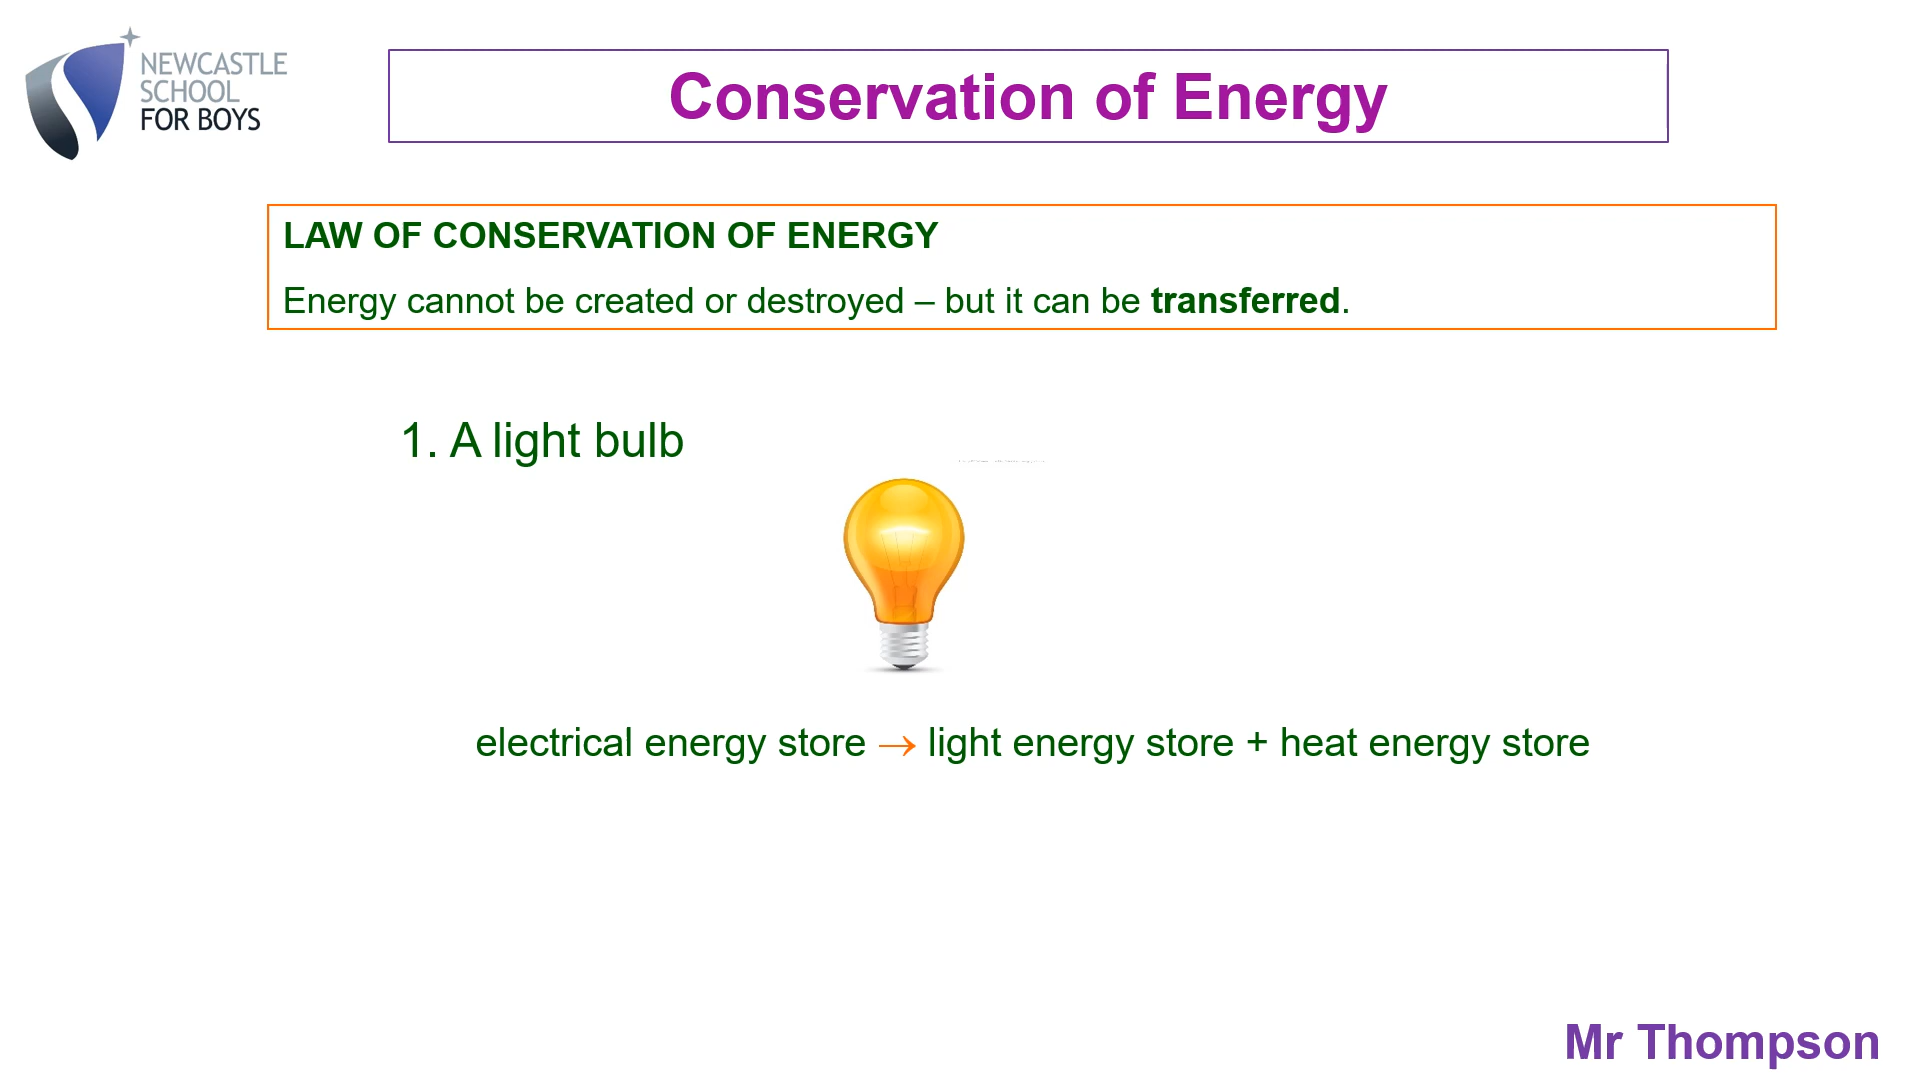 NEWCASTLE
SCHOOL
FOR BOYS
Conservation of Energy
LAW OF CONSERVATION OF ENERGY
Energy cannot be created or destroyed – but it can be transferred.
1. A light bulb
electrical energy store → light energy store + heat energy store
Mr Thompson